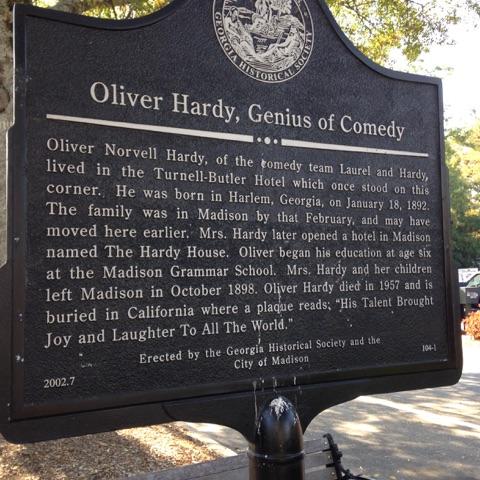 GEORGIA HISTORICAL SOCIETY
Oliver Hardy, Genius of Comedy
Oliver Norvell Hardy, of the comedy team Laurel and Hardy,
lived in the Turnell-Butler Hotel which once stood on this
corner. He was born in Harlem, Georgia, on January 18, 1892.
The family was in Madison by that February, and may have
moved here earlier. Mrs. Hardy later opened a hotel in Madison
named The Hardy House. Oliver began his education at age six
at the Madison Grammar School. Mrs. Hardy and her children
left Madison in October 1898. Oliver Hardy died in 1957 and is
buried in California where a plaque reads; "His Talent Brought
Joy and Laughter To All The World."
Erected by the Georgia Historical Society and the
City of Madison
2002.7
104-1